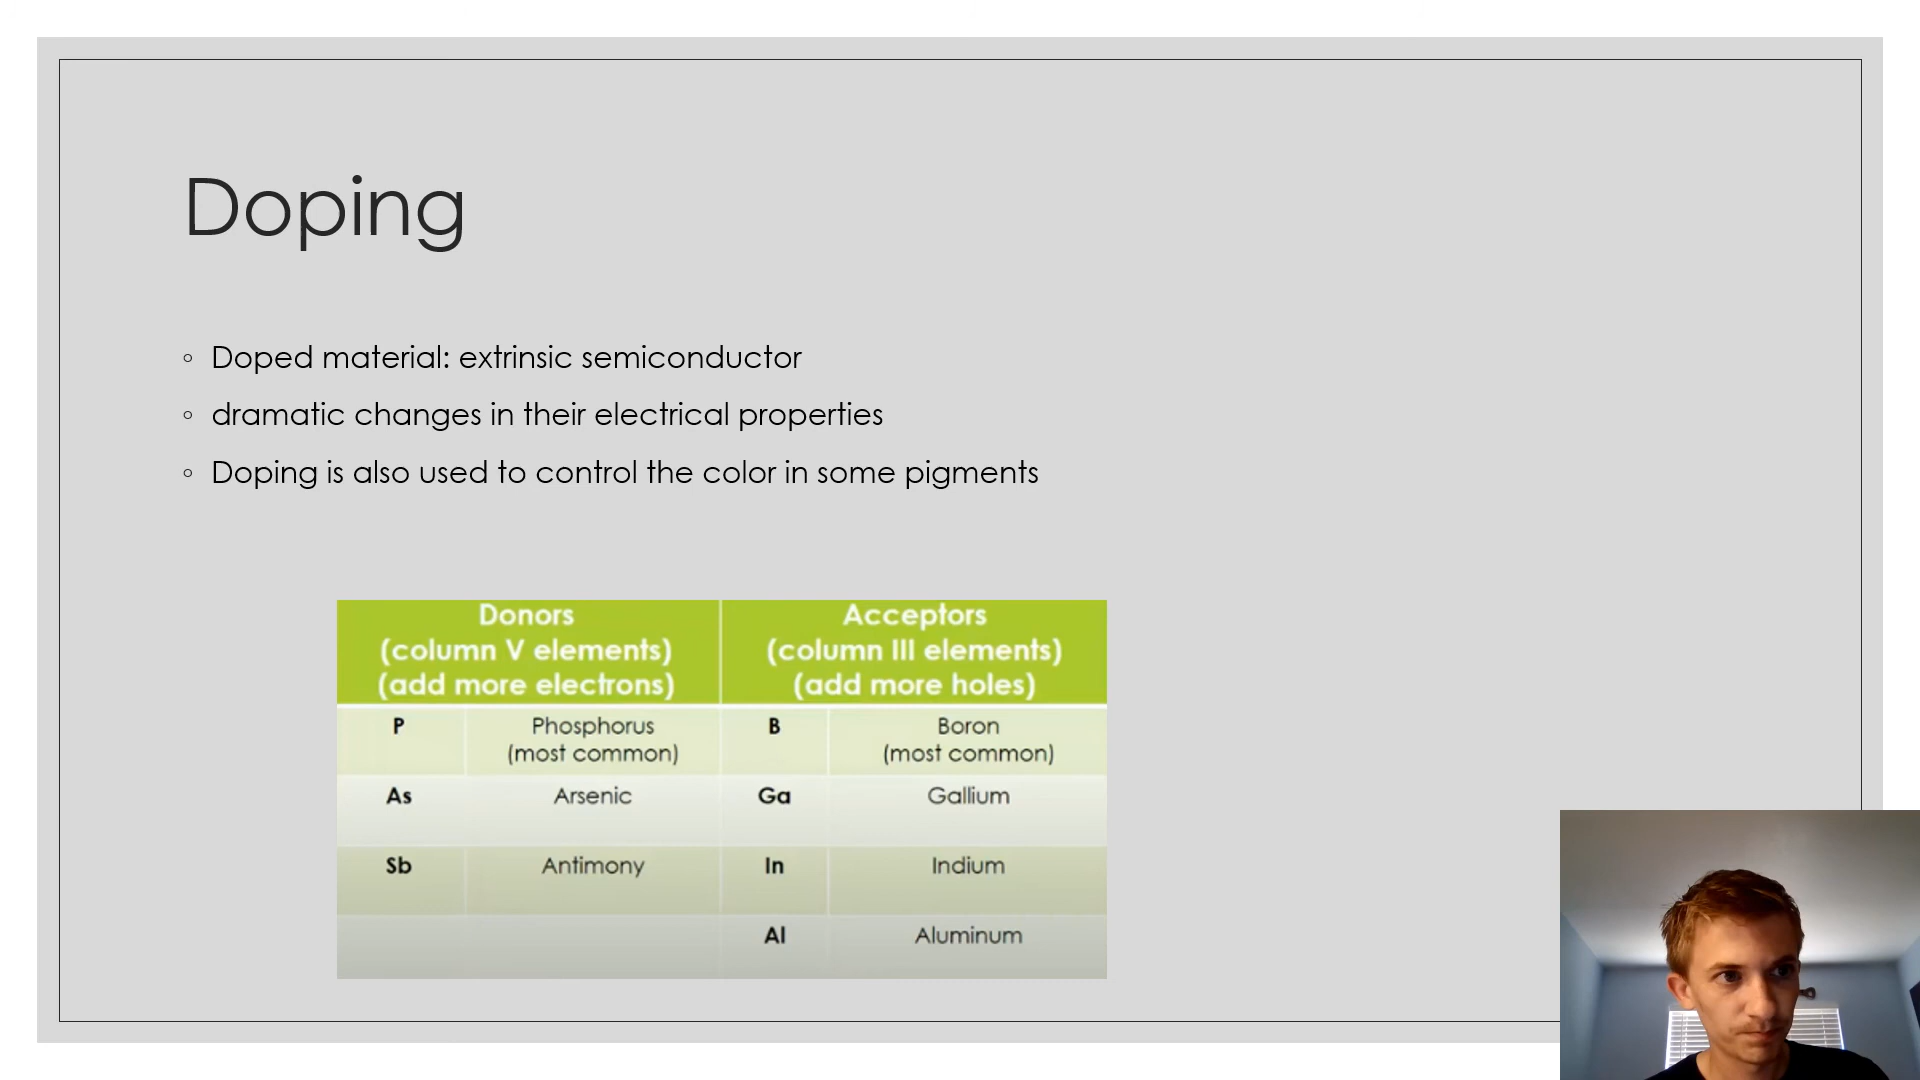 Doping
◦ Doped material: extrinsic semiconductor
◦ dramatic changes in their electrical properties
◦ Doping is also used to control the color in some pigments
Donors
(column V elements)
(add more electrons)
Acceptors
(column III elements)
(add more holes)
P Phosphorus
(most common)
B Boron
(most common)
As Arsenic Ga Gallium
Sb Antimony In Indium
Al Aluminum